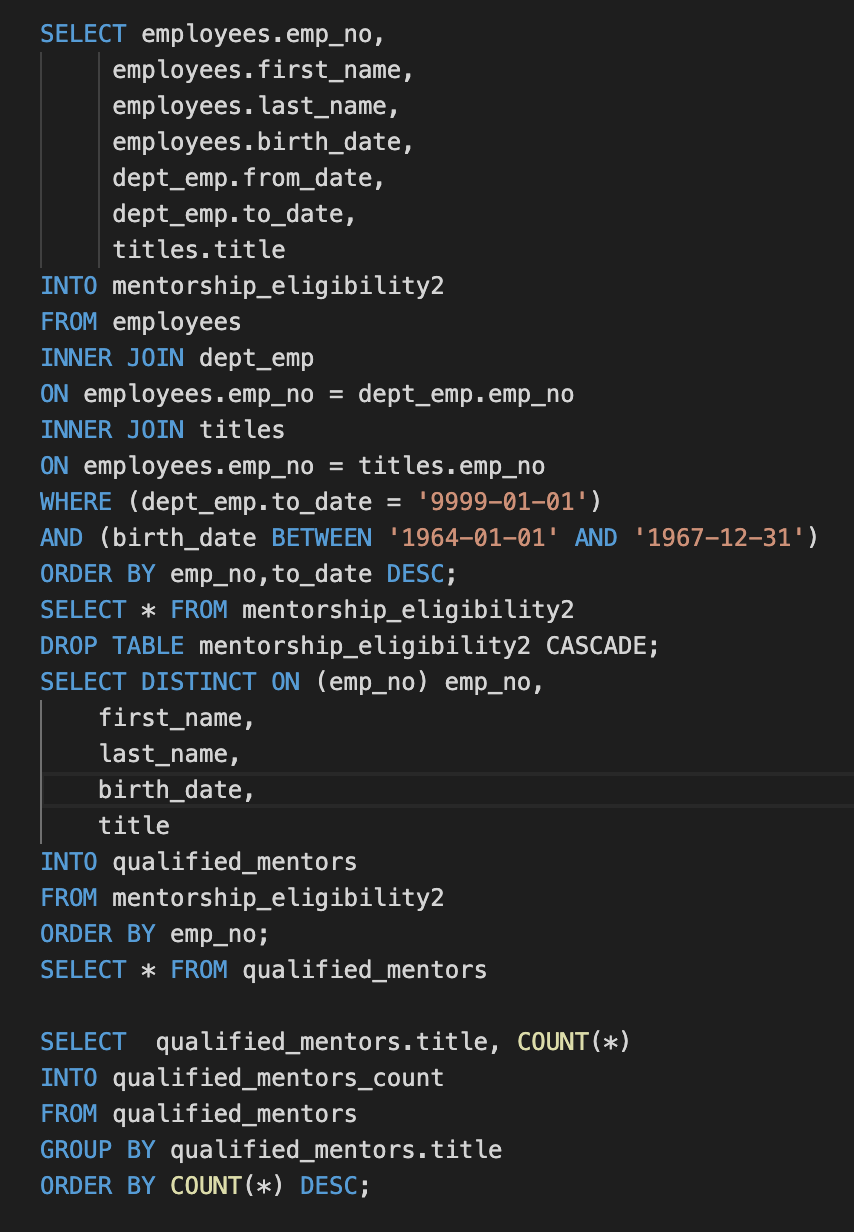 SELECT employees.emp_no,
employees.first_name,
employees.last_name,
employees.birth_date,
dept_emp.from_date,
dept_emp.to_date,
titles.title
INTO mentorship_eligibility2
FROM employees
INNER JOIN dept_emp
ON employees.emp_no = dept_emp.emp_no
INNER JOIN titles
ON employees.emp_no = titles.emp_no
WHERE (dept_emp.to_date = '9999-01-01')
AND (birth_date BETWEEN '1964-01-01' AND '1967-12-31')
ORDER BY emp_no,to_date DESC;
SELECT * FROM mentorship_eligibility2
DROP TABLE mentorship_eligibility2 CASCADE;
SELECT DISTINCT ON (emp_no) emp_no,
first_name,
last_name,
birth_date,
title
INTO qualified_mentors
FROM mentorship_eligibility2
ORDER BY emp_no;
SELECT * FROM qualified_mentors
SELECT  qualified_mentors.title, COUNT(*)
INTO qualified_mentors_count
FROM qualified_mentors
GROUP BY qualified_mentors.title
ORDER BY COUNT(*) DESC;